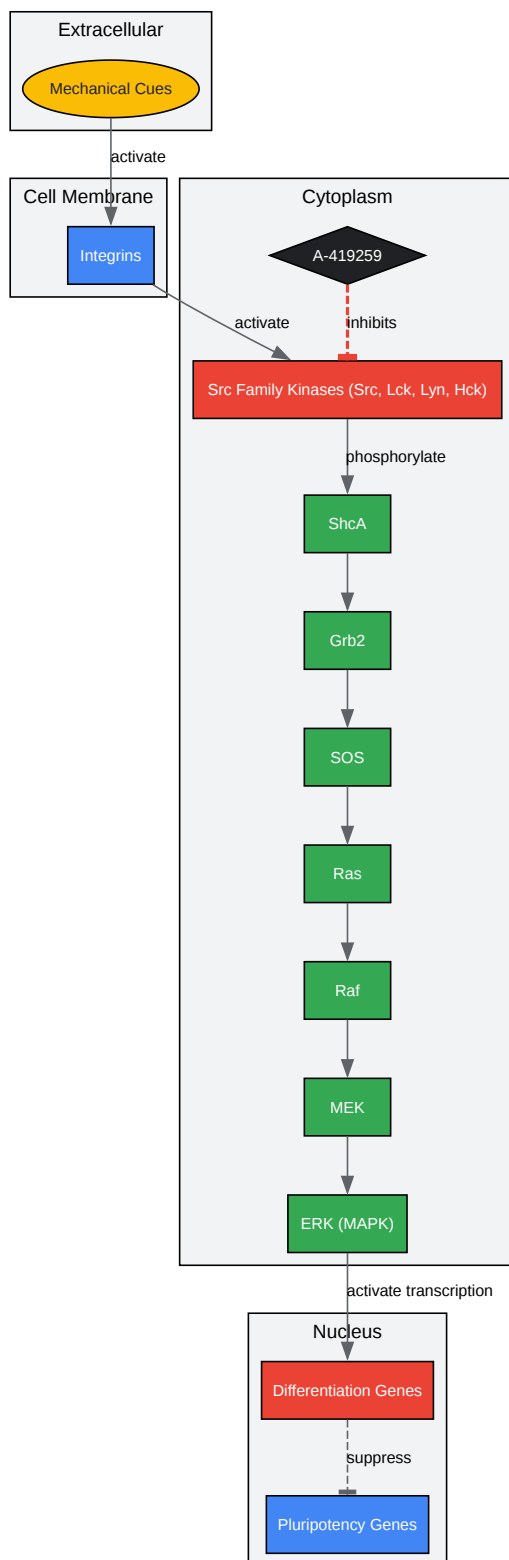 Extracellular
Mechanical Cues
activate
Cell Membrane
Cytoplasm
Integrins
A-419259
activate
inhibits
Src Family Kinases (Src, Lck, Lyn, Hck)
phosphorylate
ShcA
Grb2
SOS
Ras
Raf
MEK
ERK (MAPK)
activate transcription
Nucleus
Differentiation Genes
suppress
Pluripotency Genes